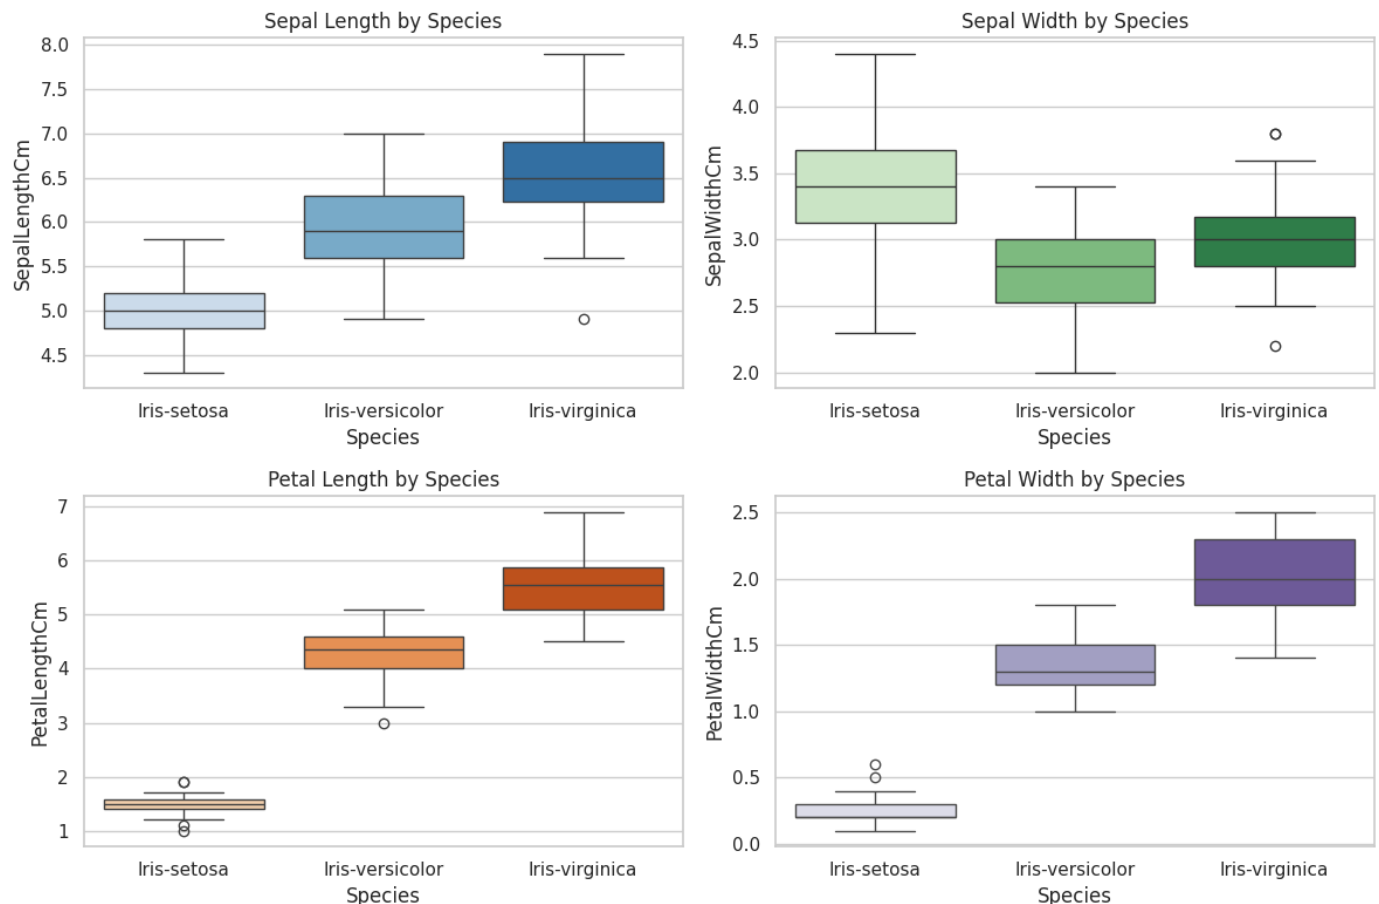 Sepal Length by Species
8.0
7.5
7.0
6.5
6.0
5.5
5.0
4.5
SepalLengthCm
Iris-setosa Iris-versicolor Iris-virginica
Species
Sepal Width by Species
4.5
4.0
3.5
3.0
2.5
2.0
SepalWidthCm
Iris-setosa Iris-versicolor Iris-virginica
Species
Petal Length by Species
7
6
5
4
3
2
1
PetalLengthCm
Iris-setosa Iris-versicolor Iris-virginica
Species
Petal Width by Species
2.5
2.0
1.5
1.0
0.5
0.0
PetalWidthCm
Iris-setosa Iris-versicolor Iris-virginica
Species